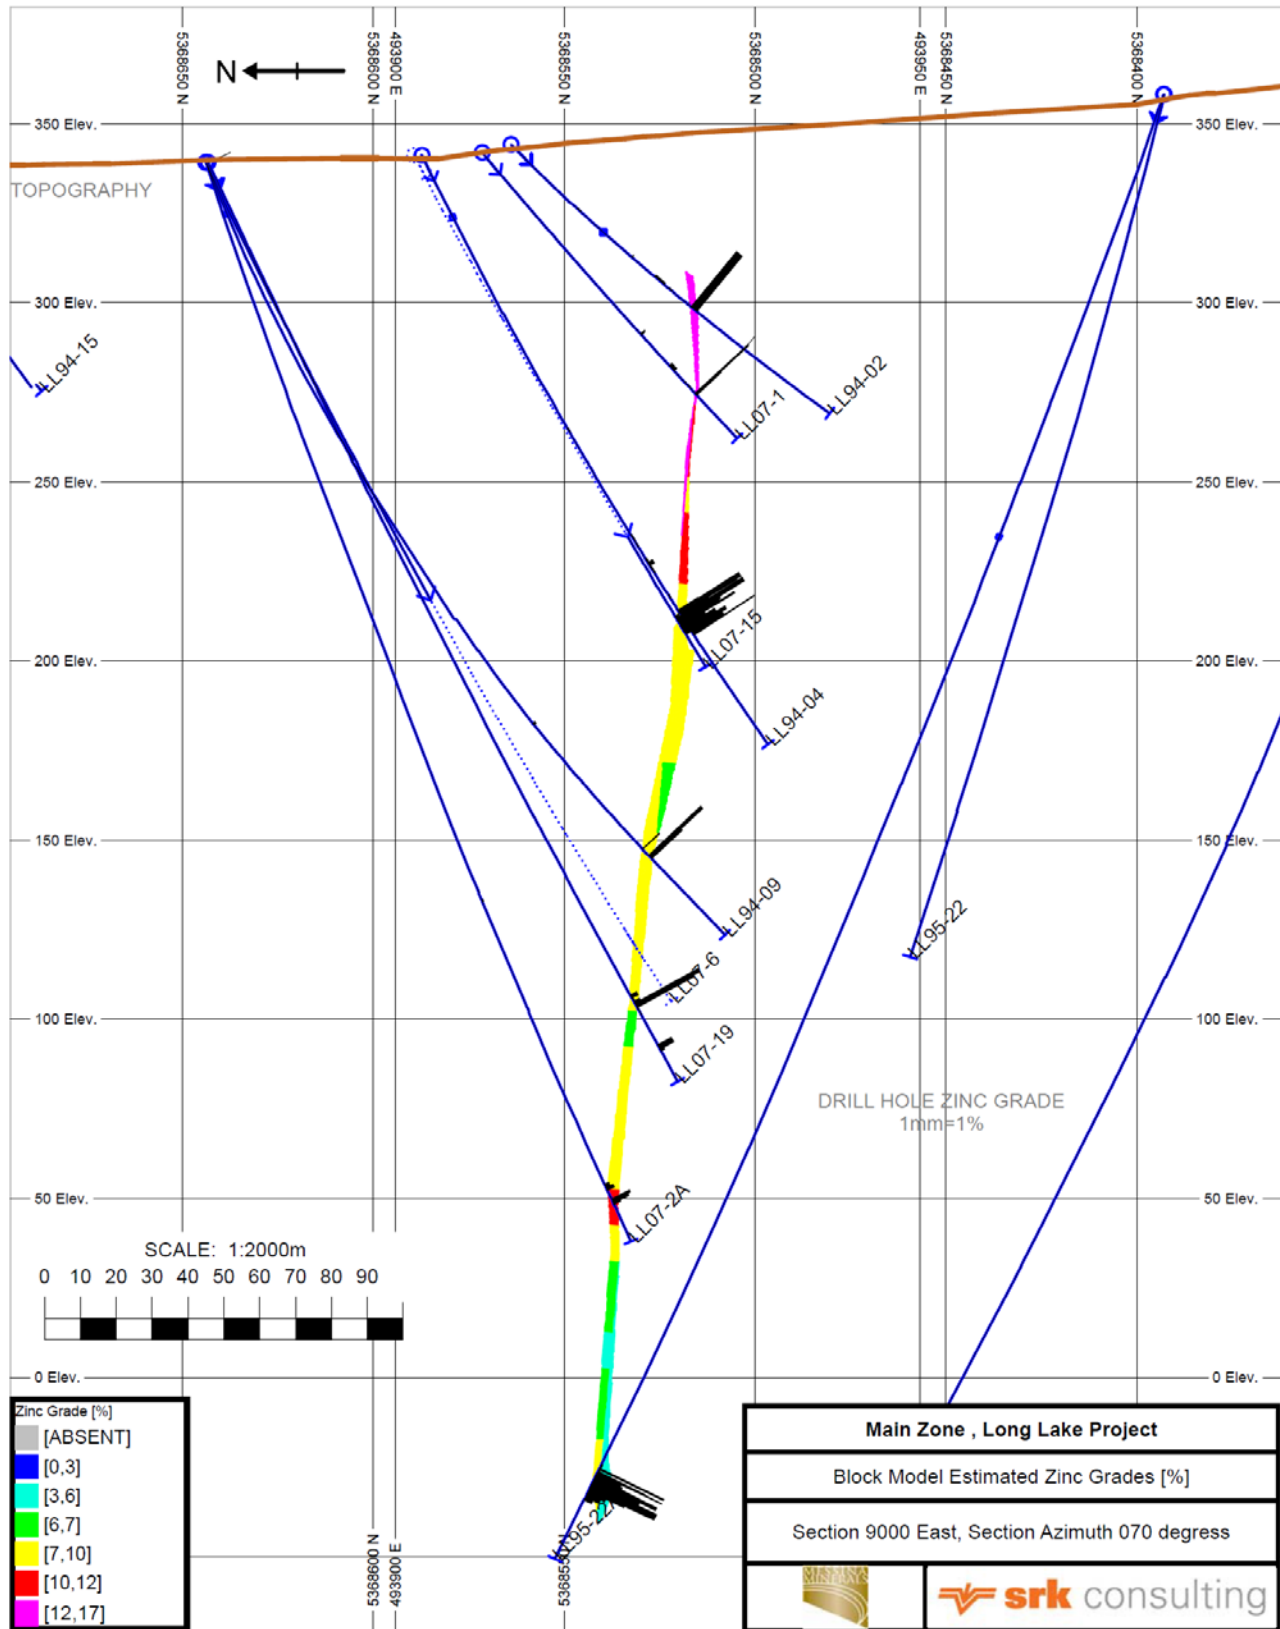 5368650 N
5368600 N
493900 E
5368550 N
5368500 N
493950 E
5368450 N
5368400 N
N
350 Elev.
350 Elev.
TOPOGRAPHY
300 Elev.
300 Elev.
LL94-15
LL94-02
LL07-1
250 Elev.
250 Elev.
LL07-15
200 Elev.
200 Elev.
LL94-04
150 Elev.
150 Elev.
LL94-09
LL95-22
LL07-6
100 Elev.
100 Elev.
LL07-19
DRILL HOLE ZINC GRADE
1mm=1%
50 Elev.
50 Elev.
LL07-2A
SCALE: 1:2000m
0 10 20 30 40 50 60 70 80 90
0 Elev.
0 Elev.
Zinc Grade [%]
[ABSENT]
[0,3]
[3,6]
[6,7]
[7,10]
[10,12]
[12,17]
5368600 N
493900 E
Main Zone , Long Lake Project
Block Model Estimated Zinc Grades [%]
Section 9000 East, Section Azimuth 070 degress
MINERALS
srk consulting